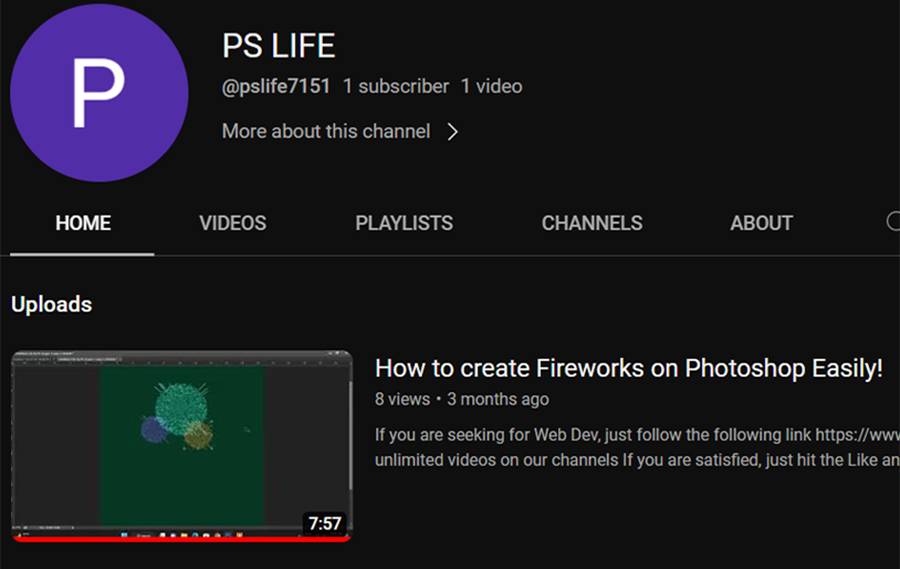 P
PS LIFE
@pslife7151 1 subscriber 1 video
More about this channel
HOME VIDEOS PLAYLISTS CHANNELS ABOUT
Uploads
How to create Fireworks on Photoshop Easily!
8 views • 3 months ago
If you are seeking for Web Dev, just follow the following link https://www
unlimited videos on our channels If you are satisfied, just hit the Like an
7:57